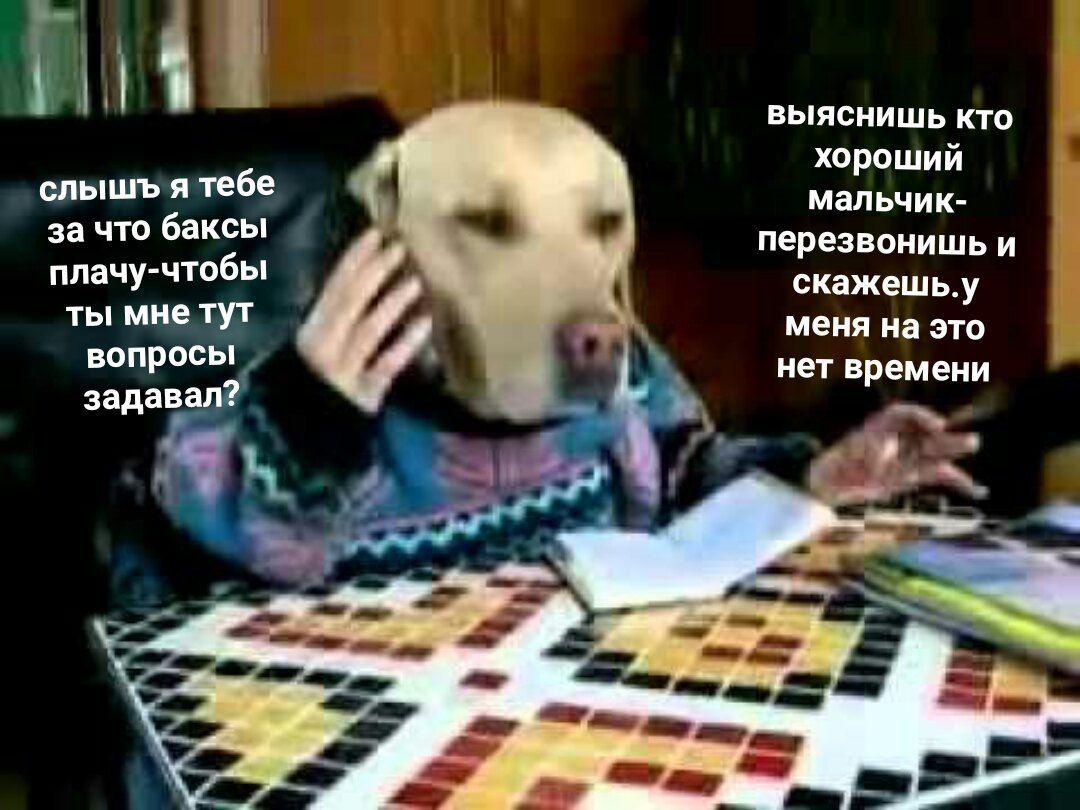 слышъ я тебе
за что баксы
плачу-чтобы
ты мне тут
вопросы
задавал?
выяснишь кто
хороший
мальчик-
перезвонишь и
скажешь.у
меня на это
нет времени